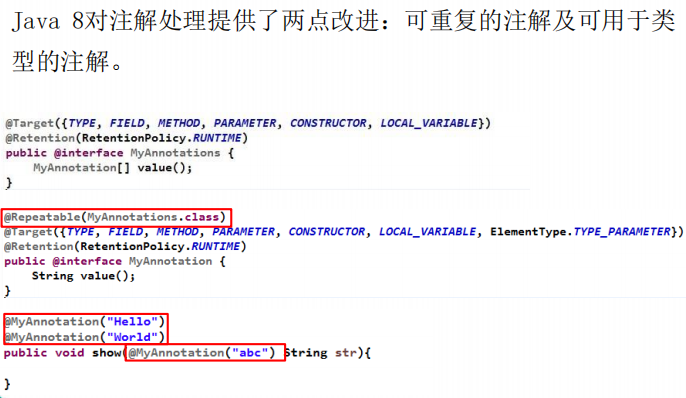 Java 8对注解处理提供了两点改进：可重复的注解及可用于类
型的注解。
@Target({TYPE, FIELD, METHOD, PARAMETER, CONSTRUCTOR, LOCAL_VARIABLE})
@Retention(RetentionPolicy.RUNTIME)
public @interface MyAnnotations {
    MyAnnotation[] value();
}
@Repeatable(MyAnnotations.class)
@Target({TYPE, FIELD, METHOD, PARAMETER, CONSTRUCTOR, LOCAL_VARIABLE, ElementType.TYPE_PARAMETER})
@Retention(RetentionPolicy.RUNTIME)
public @interface MyAnnotation {
    String value();
}
@MyAnnotation("Hello")
@MyAnnotation("World")
public void show(@MyAnnotation("abc") String str){
}